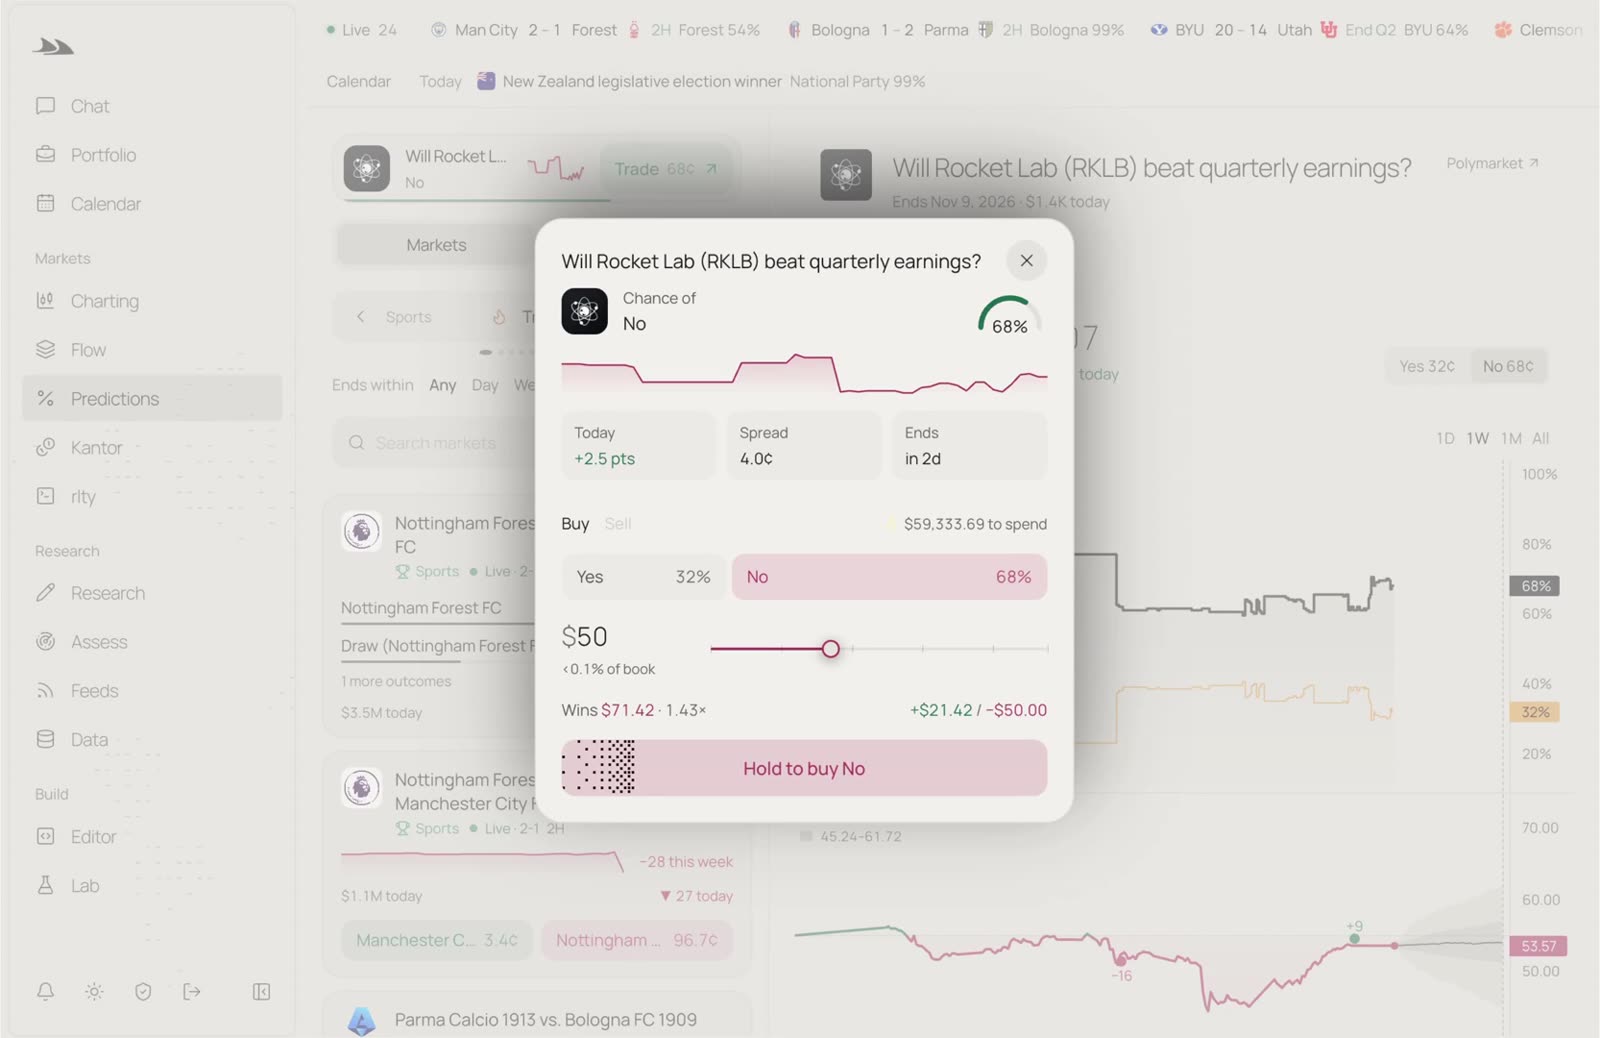 Live 24
Man City 2 – 1 Forest 2H Forest 54%
Bologna 1 – 2 Parma 2H Bologna 99%
BYU 20 – 14 Utah End Q2 BYU 64%
Clemson
Calendar
Today New Zealand legislative election winner National Party 99%
Chat
Portfolio
Calendar
Markets
Charting
Flow
Predictions
Kantor
rlty
Research
Research
Assess
Feeds
Data
Build
Editor
Lab
Will Rocket L...
No
Trade 68¢
Markets
Sports
Ends within Any Day
Search markets
Nottingham Fores
FC
Sports Live · 2-
Nottingham Forest FC
Draw (Nottingham Forest F
1 more outcomes
$3.5M today
Nottingham Fores
Manchester City F
Sports Live · 2-1 2H
−28 this week
$1.1M today ▼ 27 today
Manchester C... 3.4¢
Nottingham ... 96.7¢
Parma Calcio 1913 vs. Bologna FC 1909
Will Rocket Lab (RKLB) beat quarterly earnings?
Polymarket
Ends Nov 9, 2026 · $1.4K today
7
today
Yes 32¢ No 68¢
1D 1W 1M All
100%
80%
68%
60%
40%
32%
20%
45.24–61.72
70.00
60.00
+9
53.57
50.00
−16
Will Rocket Lab (RKLB) beat quarterly earnings?
Chance of
No
68%
Today
+2.5 pts
Spread
4.0¢
Ends
in 2d
Buy Sell
$59,333.69 to spend
Yes 32%
No 68%
$50
<0.1% of book
Wins $71.42 · 1.43×
+$21.42 / −$50.00
Hold to buy No